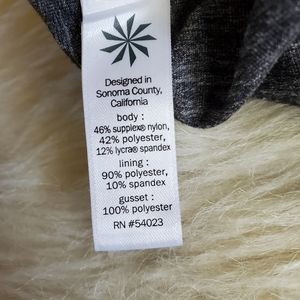 Designed in
Sonoma County,
California
body :
46% supplex® nylon,
42% polyester,
12% lycra® spandex
lining :
90% polyester,
10% spandex
gusset :
100% polyester
RN #54023